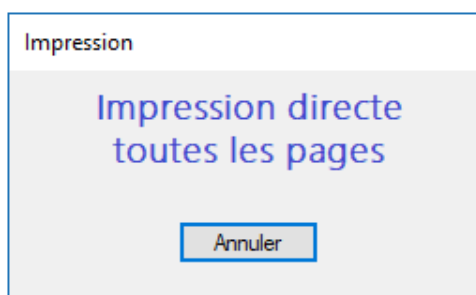 Impression
Impression directe
toutes les pages
Annuler